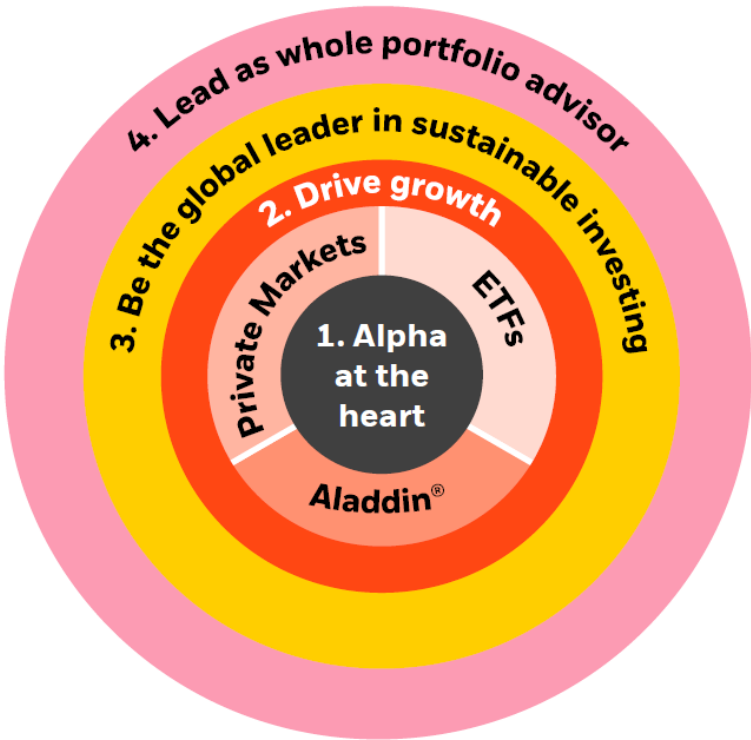 4. Lead as whole portfolio advisor
3. Be the global leader in sustainable investing
2. Drive growth
Private Markets
ETFs
1. Alpha
at the
heart
Aladdin®